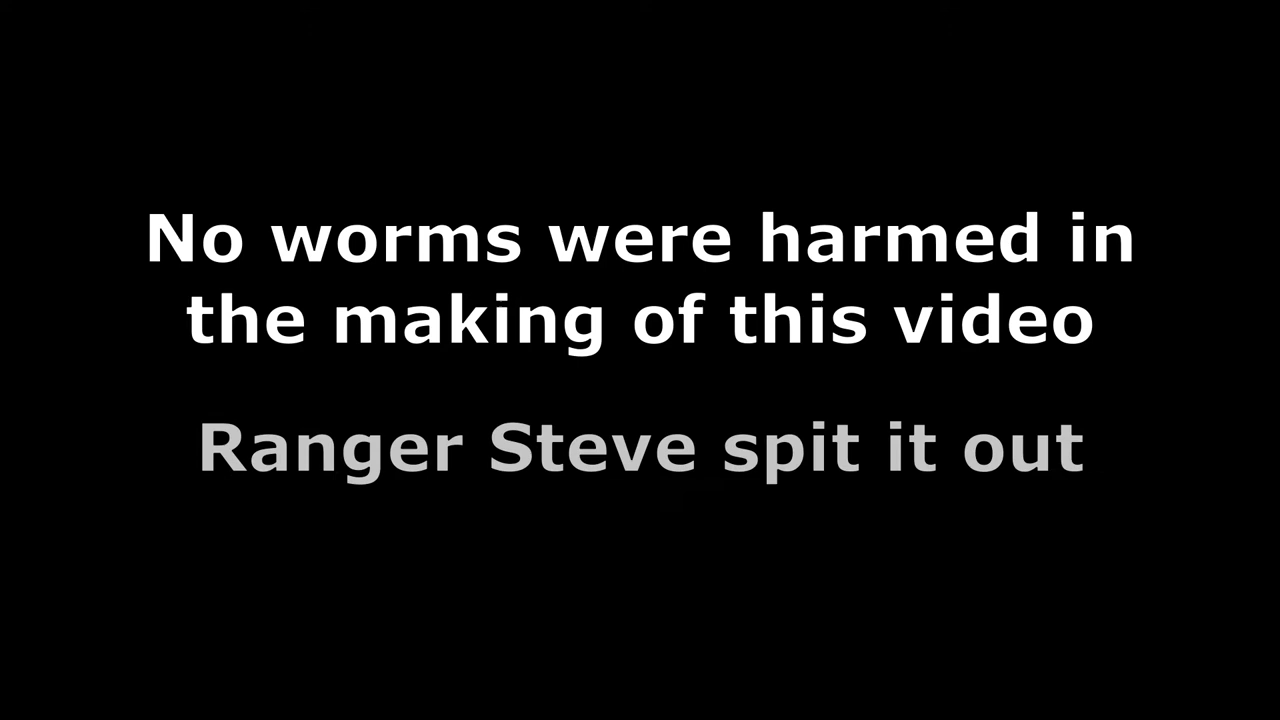 No worms were harmed in
the making of this video
Ranger Steve spit it out